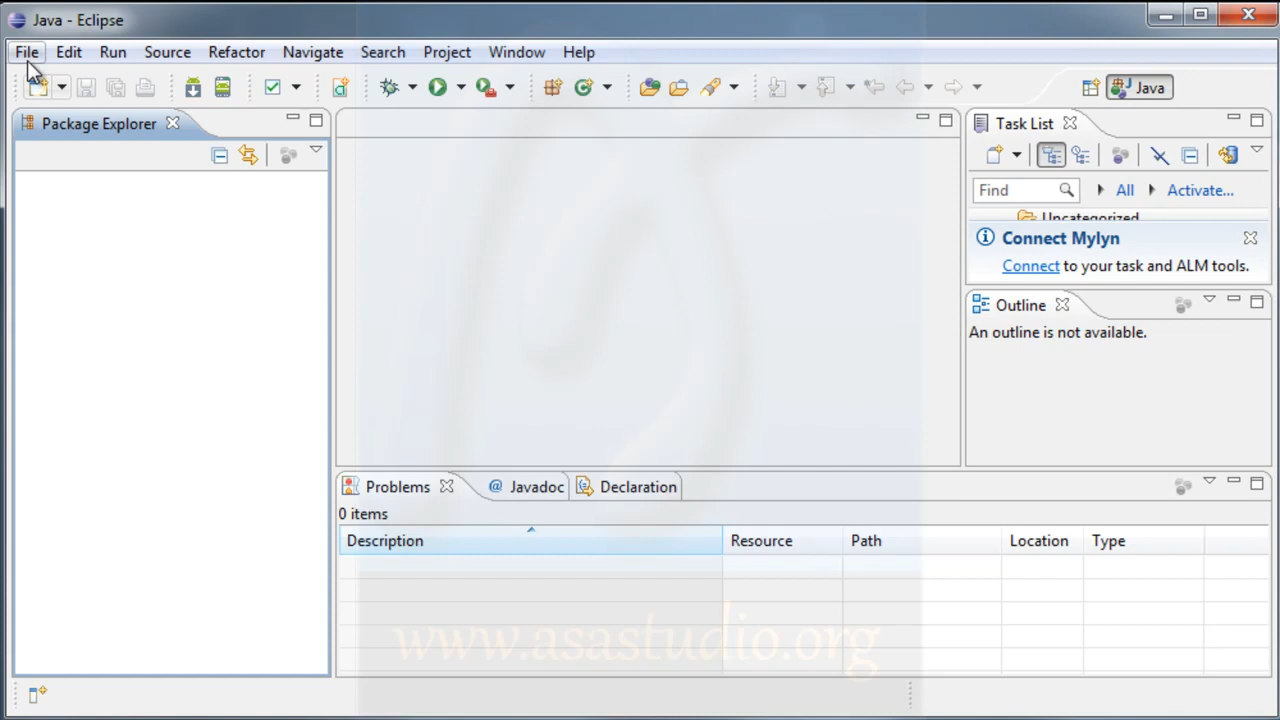 Java - Eclipse
File Edit Run Source Refactor Navigate Search Project Window Help
Java
Package Explorer
Task List
Find All Activate...
Uncategorized
Connect Mylyn
Connect to your task and ALM tools.
Outline
An outline is not available.
Problems @ Javadoc Declaration
0 items
Description Resource Path Location Type
www.asastudio.org